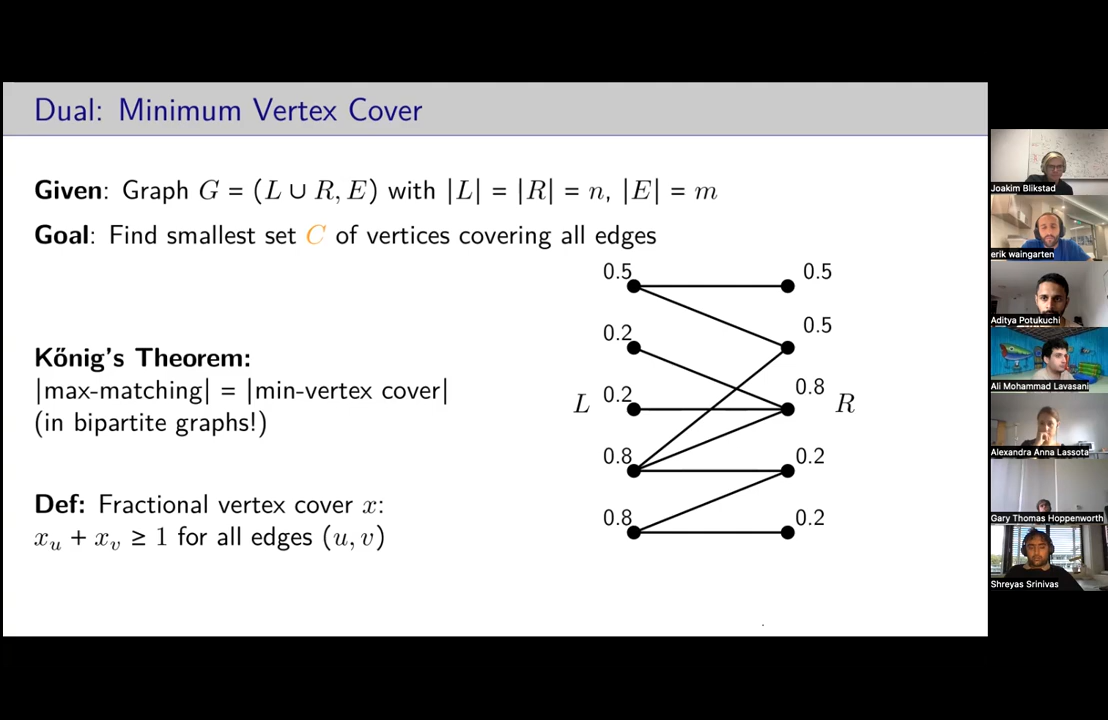 Dual: Minimum Vertex Cover
Given: Graph G = (L ∪ R, E) with |L| = |R| = n, |E| = m
Goal: Find smallest set C of vertices covering all edges
Kőnig's Theorem:
|max-matching| = |min-vertex cover|
(in bipartite graphs!)
Def: Fractional vertex cover x:
x_u + x_v ≥ 1 for all edges (u, v)
0.5 0.5
0.2 0.5
L 0.2 0.8 R
0.8 0.2
0.8 0.2
Joakim Blikstad
erik waingarten
Aditya Potukuchi
Ali Mohammad Lavasani
Alexandra Anna Lassota
Gary Thomas Hoppenworth
Shreyas Srinivas